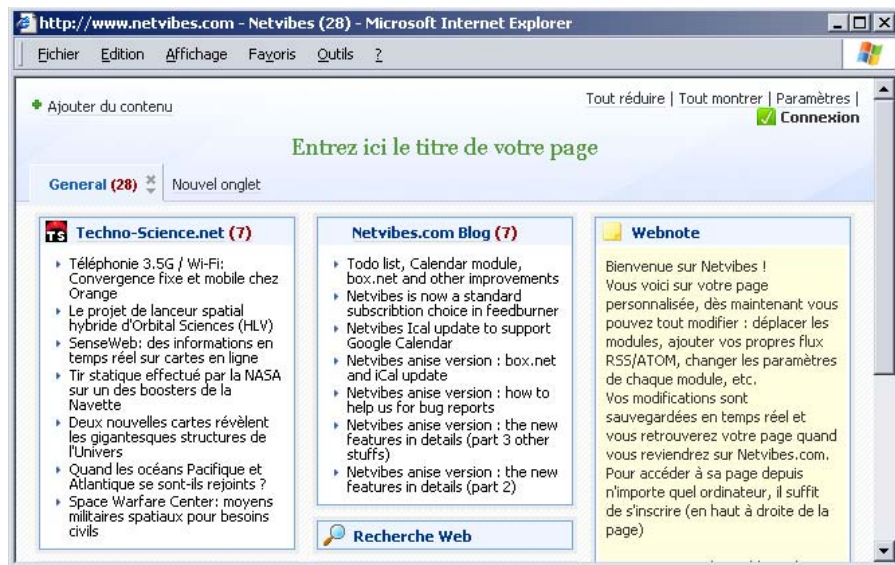 http://www.netvibes.com - Netvibes (28) - Microsoft Internet Explorer
Fichier Edition Affichage Favoris Outils ?
Ajouter du contenu
Tout réduire | Tout montrer | Paramètres |
Connexion
Entrez ici le titre de votre page
General (28) Nouvel onglet
TS Techno-Science.net (7)
Téléphonie 3.5G / Wi-Fi:
Convergence fixe et mobile chez
Orange
Le projet de lanceur spatial
hybride d'Orbital Sciences (HLV)
SenseWeb: des informations en
temps réel sur cartes en ligne
Tir statique effectué par la NASA
sur un des boosters de la
Navette
Deux nouvelles cartes révèlent
les gigantesques structures de
l'Univers
Quand les océans Pacifique et
Atlantique se sont-ils rejoints ?
Space Warfare Center: moyens
militaires spatiaux pour besoins
civils
Netvibes.com Blog (7)
Todo list, Calendar module,
box.net and other improvements
Netvibes is now a standard
subscribtion choice in feedburner
Netvibes Ical update to support
Google Calendar
Netvibes anise version : box.net
and iCal update
Netvibes anise version : how to
help us for bug reports
Netvibes anise version : the new
features in details (part 3 other
stuffs)
Netvibes anise version : the new
features in details (part 2)
Recherche Web
Webnote
Bienvenue sur Netvibes !
Vous voici sur votre page
personnalisée, dès maintenant vous
pouvez tout modifier : déplacer les
modules, ajouter vos propres flux
RSS/ATOM, changer les paramètres
de chaque module, etc.
Vos modifications sont
sauvegardées en temps réel et
vous retrouverez votre page quand
vous reviendrez sur Netvibes.com.
Pour accéder à sa page depuis
n'importe quel ordinateur, il suffit
de s'inscrire (en haut à droite de la
page)